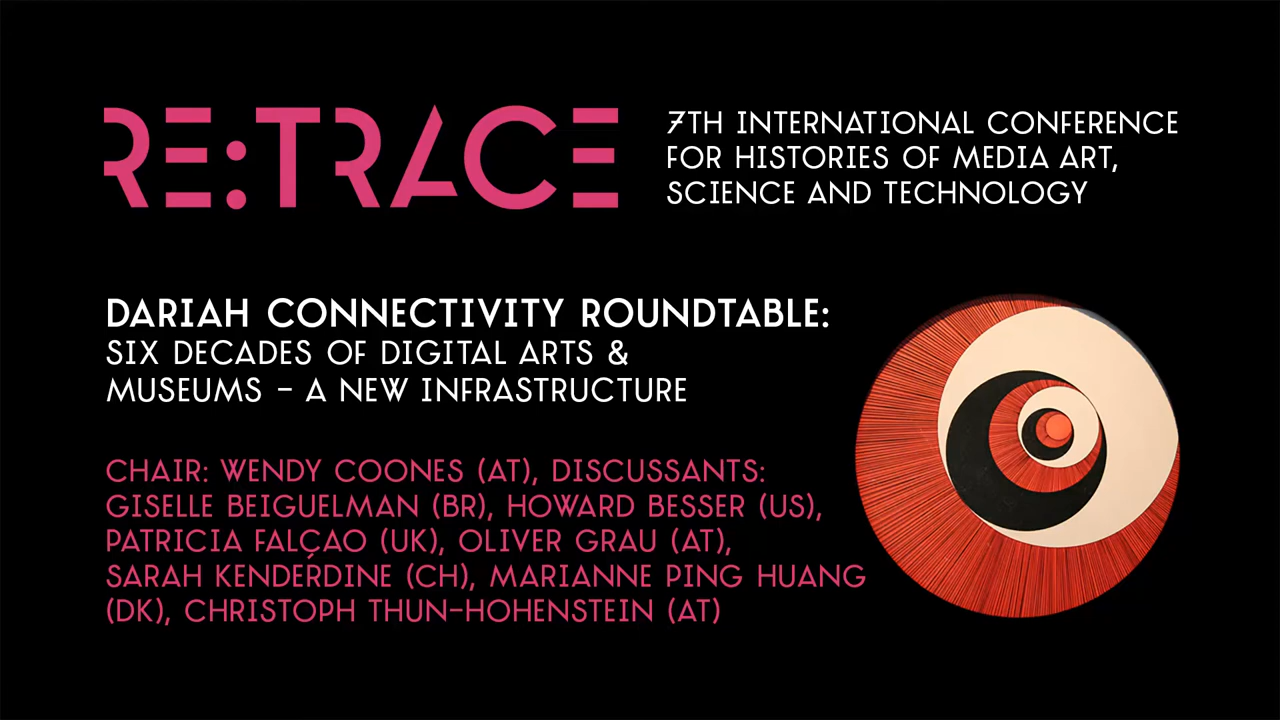 RE:TRACE
7TH INTERNATIONAL CONFERENCE
FOR HISTORIES OF MEDIA ART,
SCIENCE AND TECHNOLOGY
DARIAH CONNECTIVITY ROUNDTABLE:
SIX DECADES OF DIGITAL ARTS &
MUSEUMS – A NEW INFRASTRUCTURE
CHAIR: WENDY COONES (AT), DISCUSSANTS:
GISELLE BEIGUELMAN (BR), HOWARD BESSER (US),
PATRICIA FALÇAO (UK), OLIVER GRAU (AT),
SARAH KENDERDINE (CH), MARIANNE PING HUANG
(DK), CHRISTOPH THUN-HOHENSTEIN (AT)